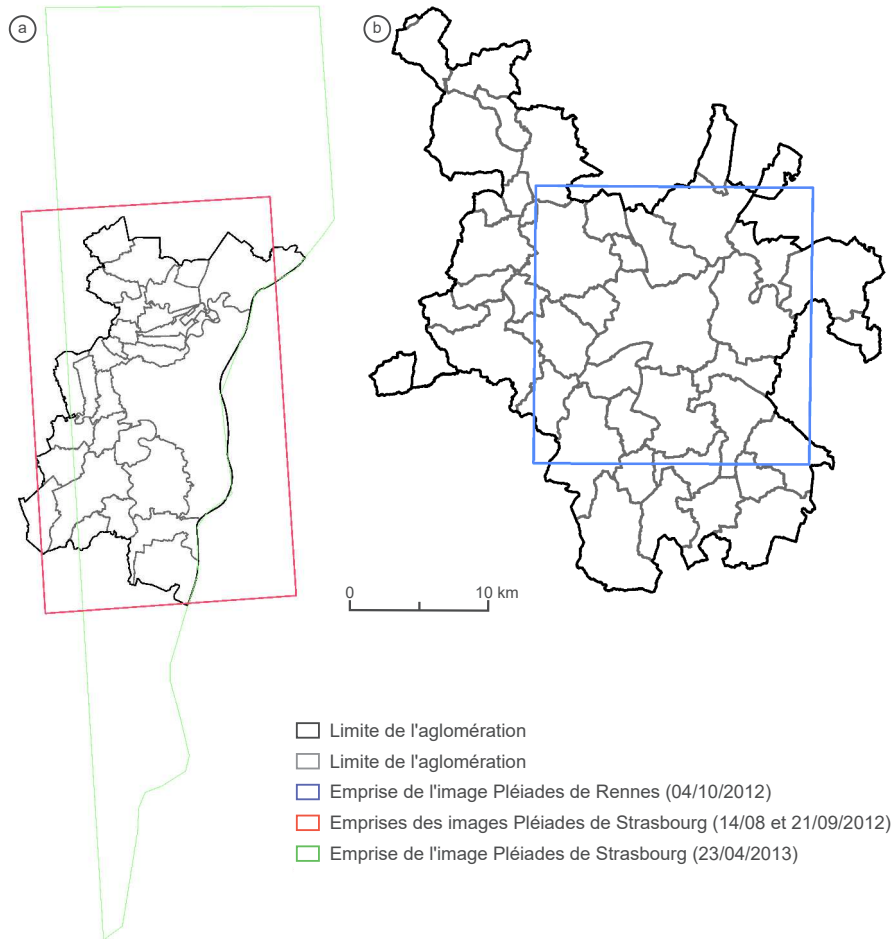 a
b
0 10 km
Limite de l'aglomération
Limite de l'aglomération
Emprise de l'image Pléiades de Rennes (04/10/2012)
Emprises des images Pléiades de Strasbourg (14/08 et 21/09/2012)
Emprise de l'image Pléiades de Strasbourg (23/04/2013)